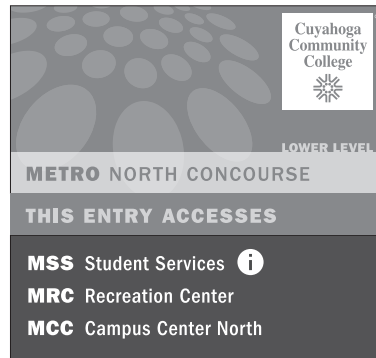 Cuyahoga
Community
College
LOWER LEVEL
METRO NORTH CONCOURSE
THIS ENTRY ACCESSES
MSS Student Services i
MRC Recreation Center
MCC Campus Center North